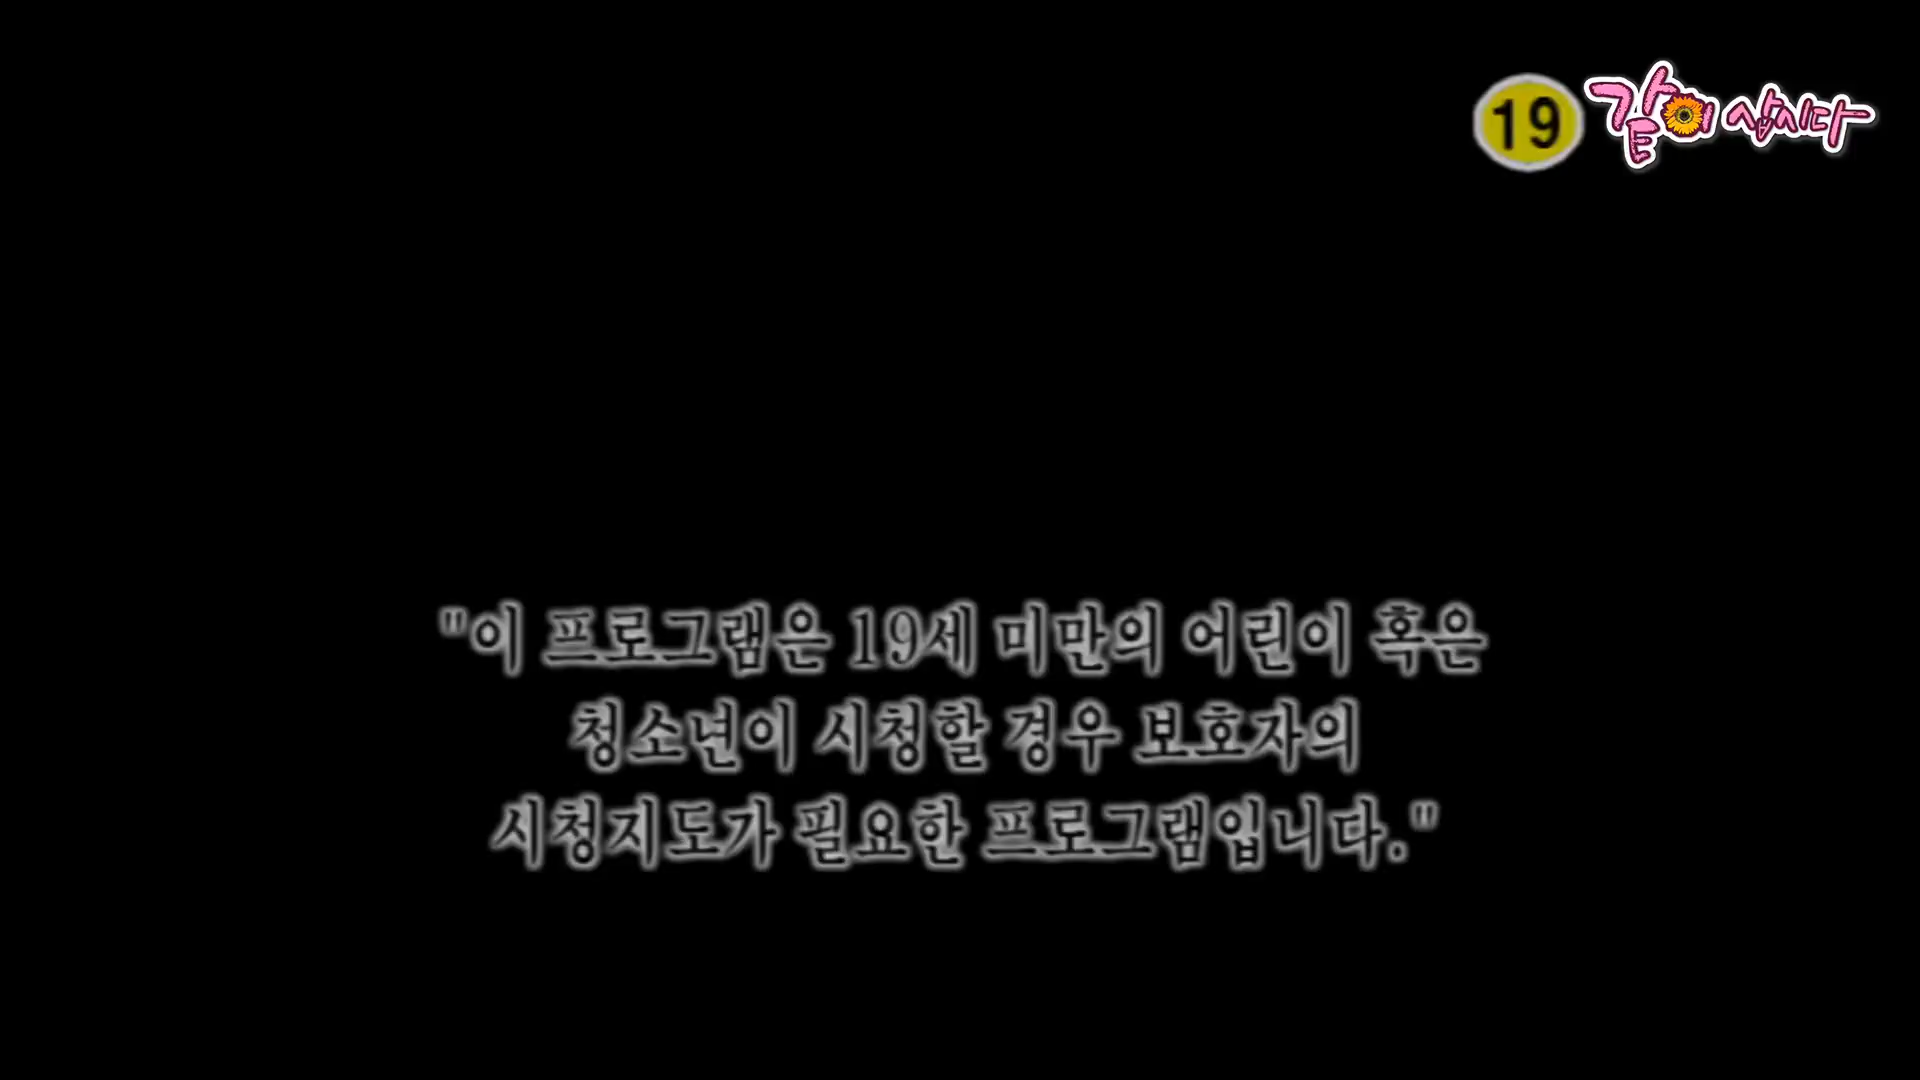 19 같이 삽시다
"이 프로그램은 19세 미만의 어린이 혹은
청소년이 시청할 경우 보호자의
시청지도가 필요한 프로그램입니다."